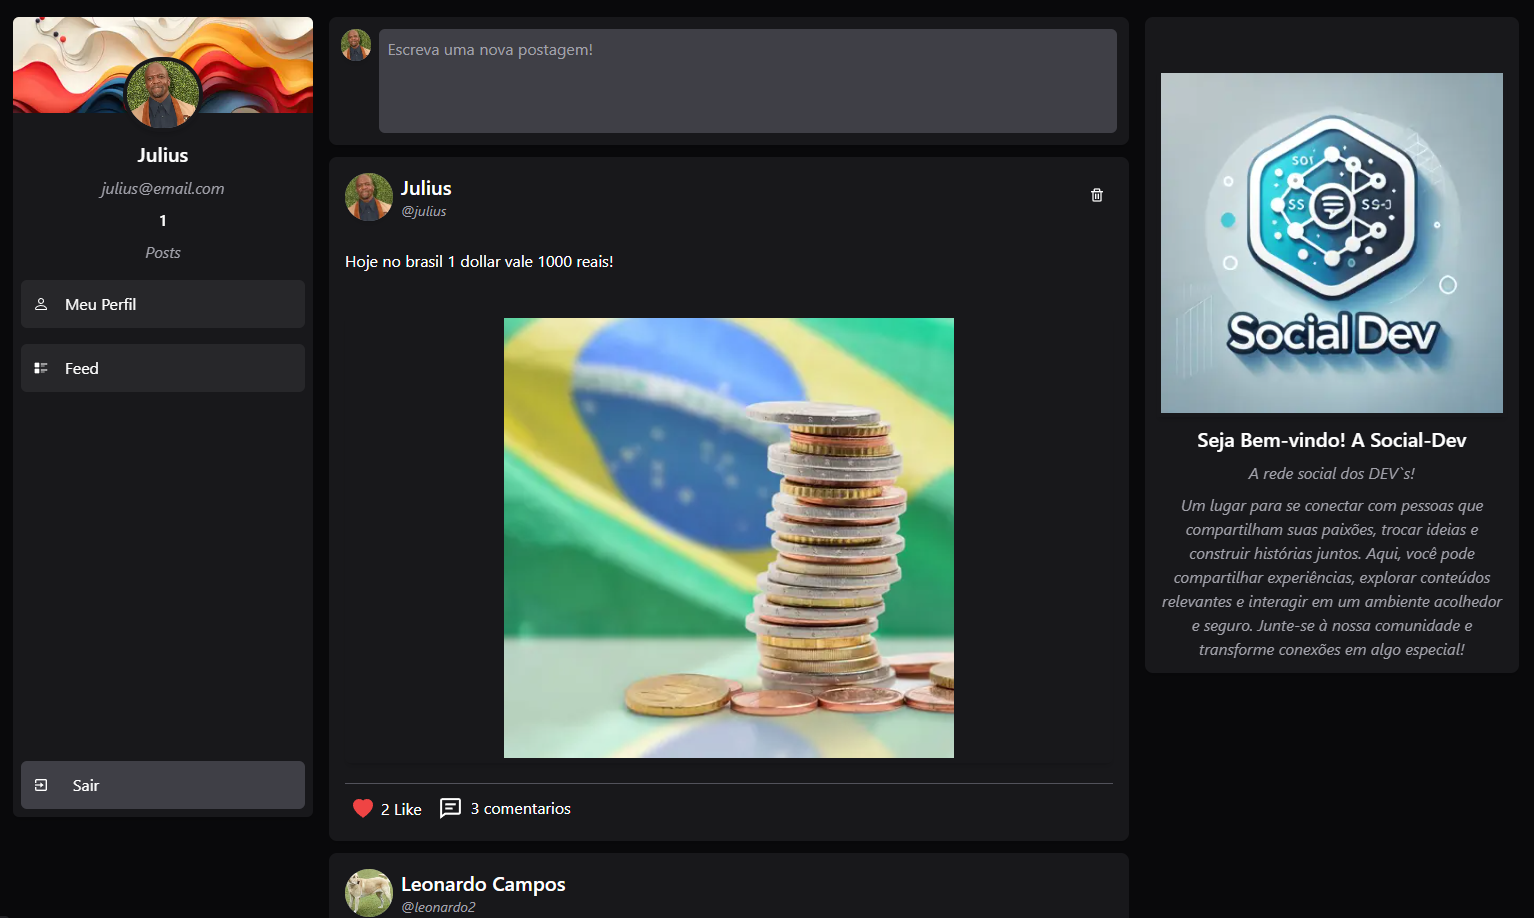 Julius
julius@email.com
1
Posts
Meu Perfil
Feed
Sair
Escreva uma nova postagem!
Julius
@julius
Hoje no brasil 1 dollar vale 1000 reais!
2 Like
3 comentarios
Leonardo Campos
@leonardo2
SS
SS-J
Social Dev
Seja Bem-vindo! A Social-Dev
A rede social dos DEV`s!
Um lugar para se conectar com pessoas que
compartilham suas paixões, trocar ideias e
construir histórias juntos. Aqui, você pode
compartilhar experiências, explorar conteúdos
relevantes e interagir em um ambiente acolhedor
e seguro. Junte-se à nossa comunidade e
transforme conexões em algo especial!